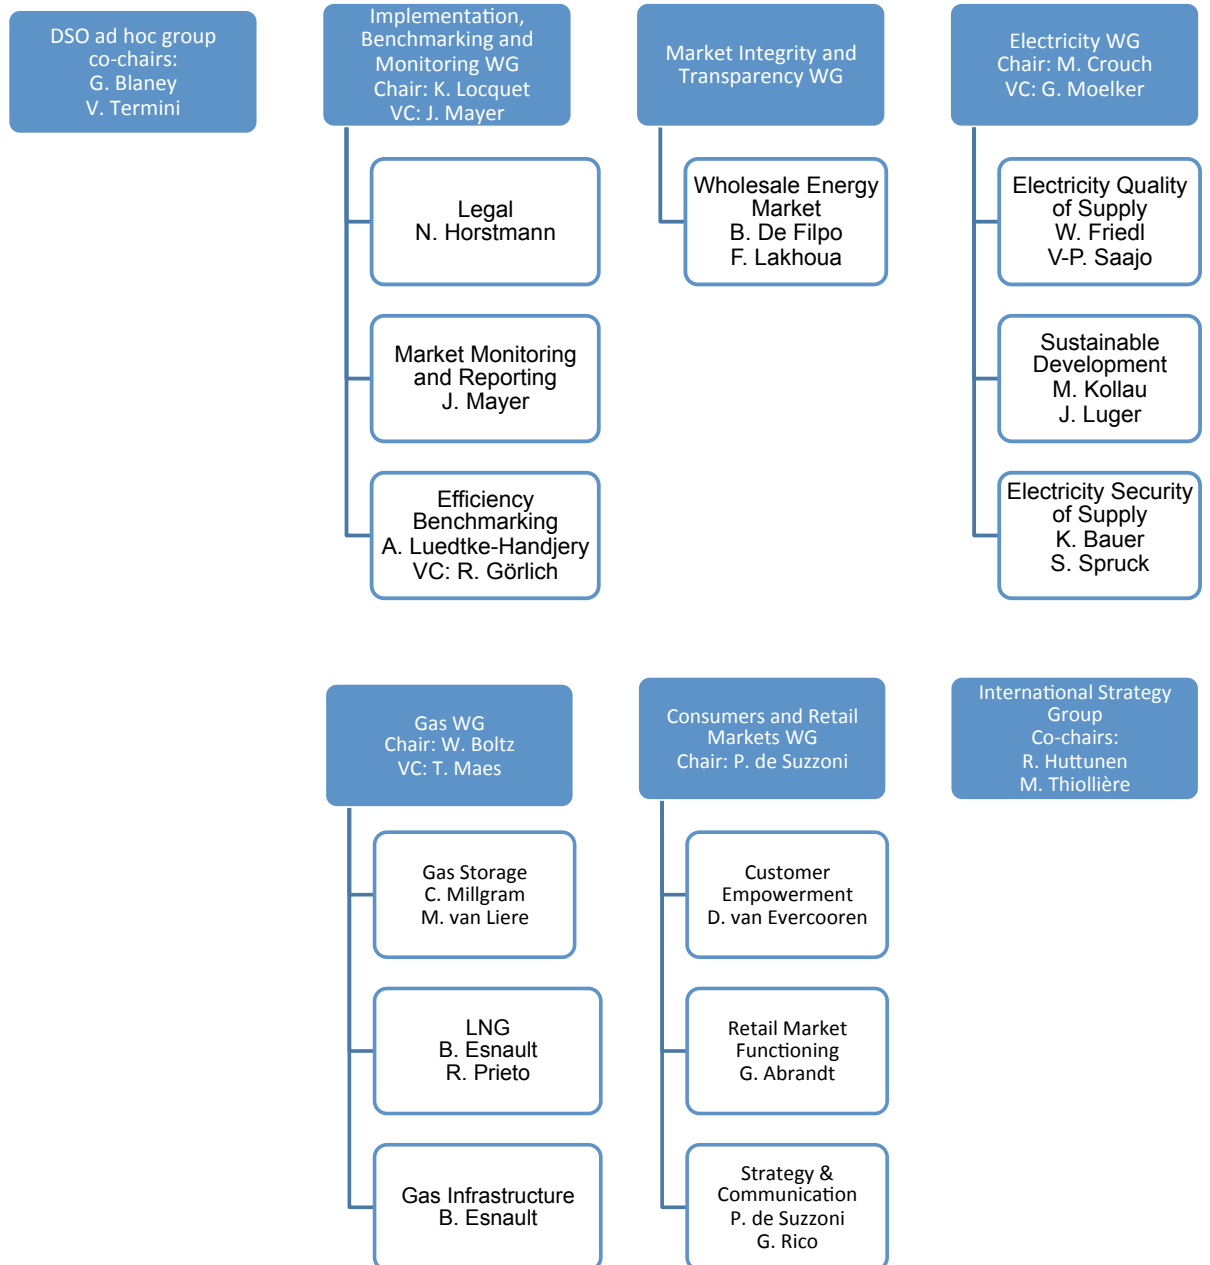 DSO ad hoc group
co-chairs:
G. Blaney
V. Termini
Implementation,
Benchmarking and
Monitoring WG
Chair: K. Locquet
VC: J. Mayer
Market Integrity and
Transparency WG
Electricity WG
Chair: M. Crouch
VC: G. Moelker
Legal
N. Horstmann
Wholesale Energy
Market
B. De Filpo
F. Lakhoua
Electricity Quality
of Supply
W. Friedl
V-P. Saajo
Market Monitoring
and Reporting
J. Mayer
Sustainable
Development
M. Kollau
J. Luger
Efficiency
Benchmarking
A. Luedtke-Handjery
VC: R. Görlich
Electricity Security
of Supply
K. Bauer
S. Spruck
Gas WG
Chair: W. Boltz
VC: T. Maes
Consumers and Retail
Markets WG
Chair: P. de Suzzoni
International Strategy
Group
Co-chairs:
R. Huttunen
M. Thiollière
Gas Storage
C. Millgram
M. van Liere
Customer
Empowerment
D. van Evercooren
LNG
B. Esnault
R. Prieto
Retail Market
Functioning
G. Abrandt
Gas Infrastructure
B. Esnault
Strategy &
Communication
P. de Suzzoni
G. Rico